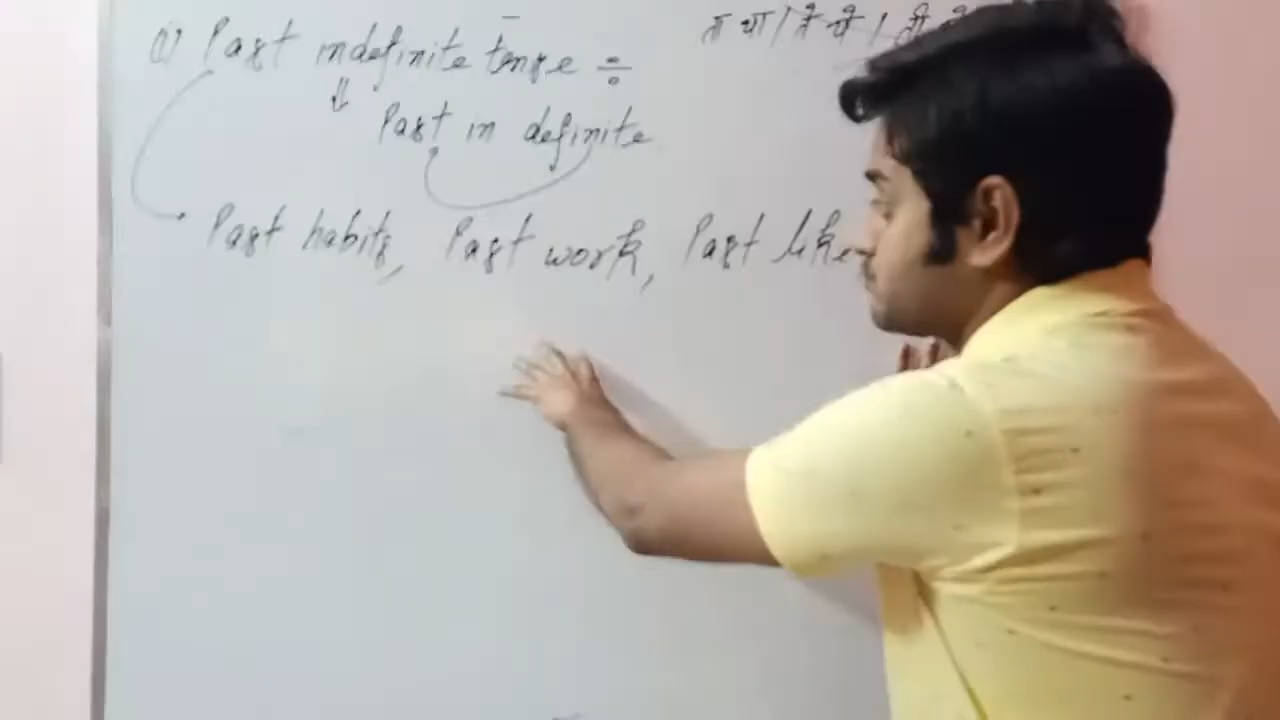 (1) Past indefinite tense ÷
ता था / ते थे / ती
⇓
Past in definite
Past habits, Past work, Past like